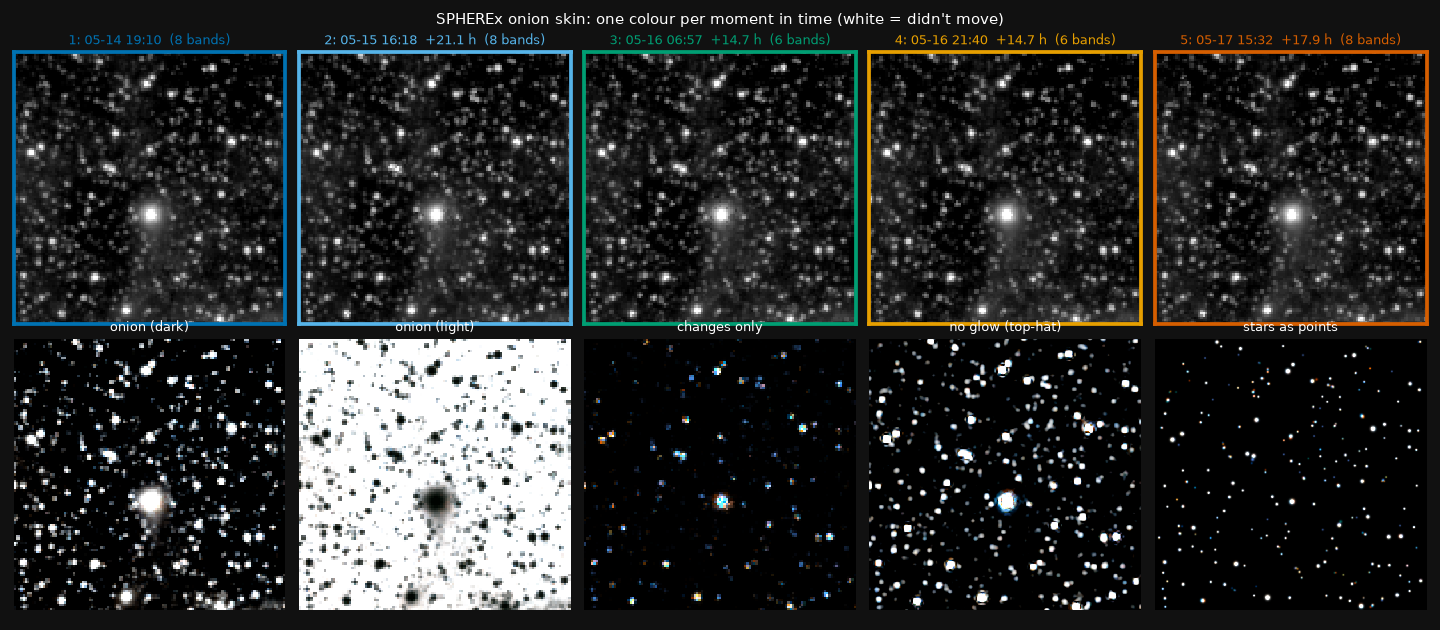 SPHEREx onion skin: one colour per moment in time (white = didn't move)
1: 05-14 19:10 (8 bands)
2: 05-15 16:18 +21.1 h (8 bands)
3: 05-16 06:57 +14.7 h (6 bands)
4: 05-16 21:40 +14.7 h (6 bands)
5: 05-17 15:32 +17.9 h (8 bands)
onion (dark)
onion (light)
changes only
no glow (top-hat)
stars as points